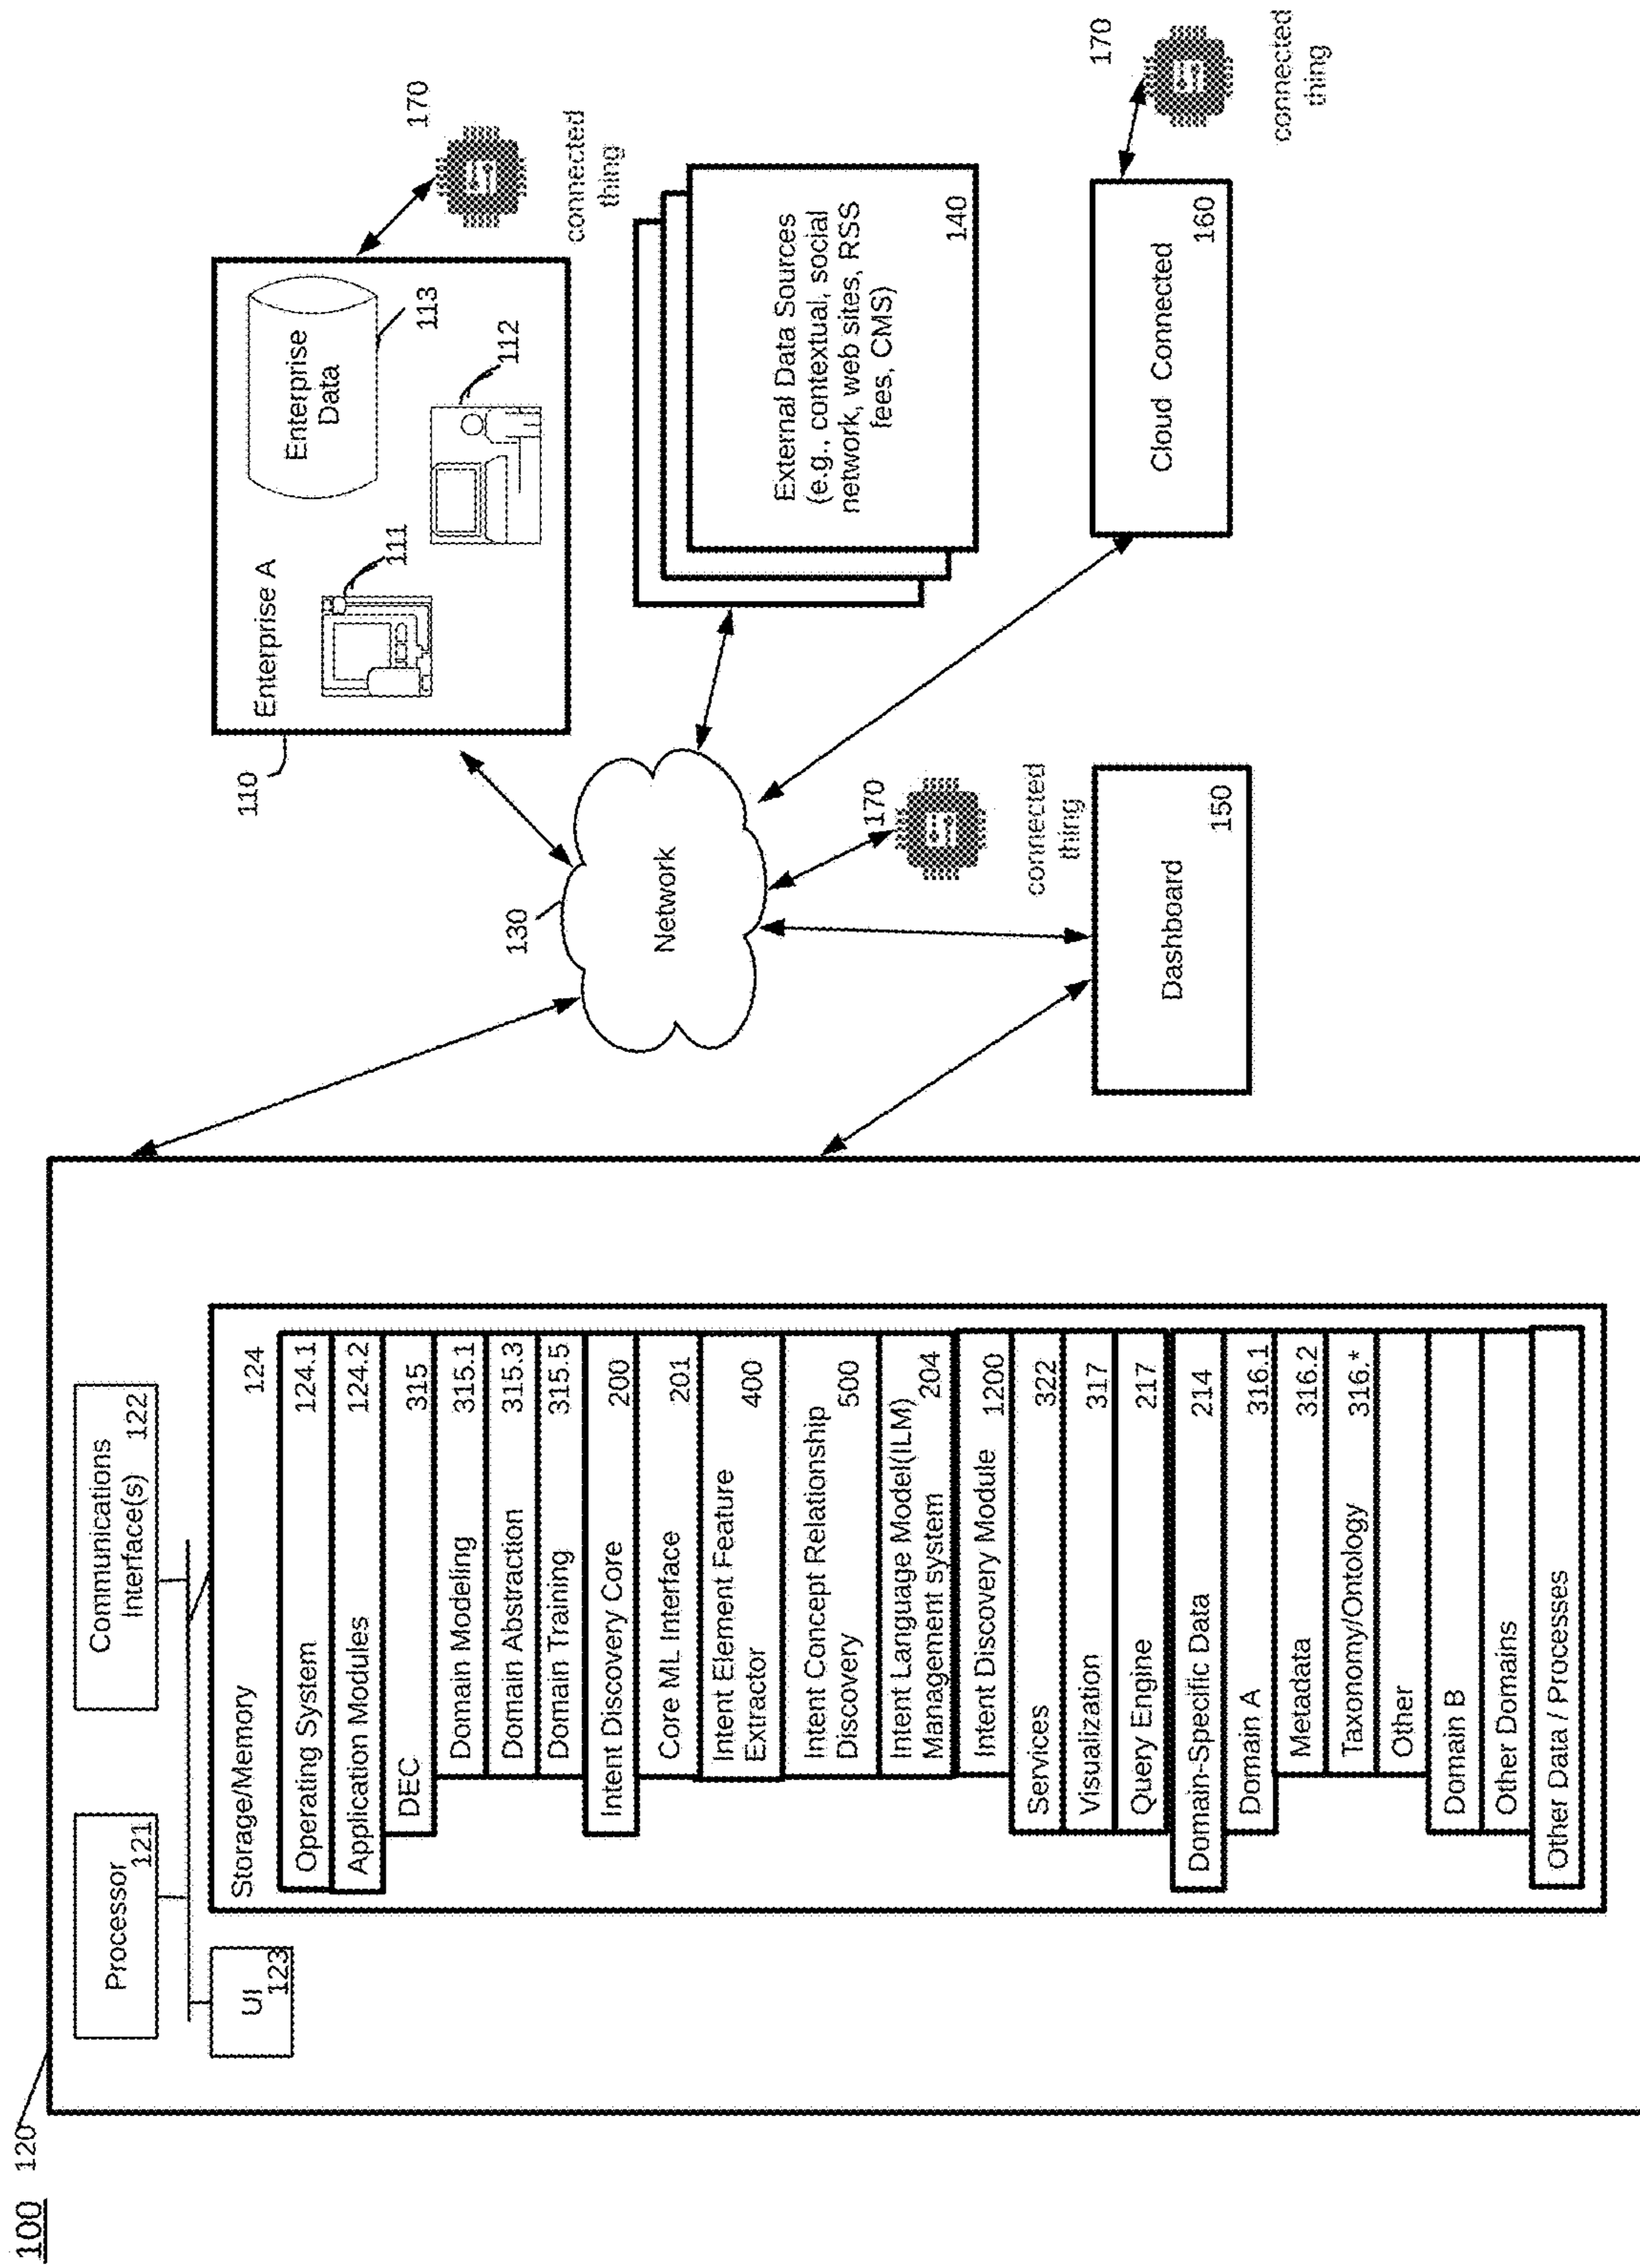 100
120
Processor
121
Communications
Interface(s) 122
UI
123
Storage/Memory 124
Operating System 124.1
Application Modules 124.2
DEC 315
Domain Modeling 315.1
Domain Abstraction 315.3
Domain Training 315.5
Intent Discovery Core 200
Core ML Interface 201
Intent Element Feature
Extractor 400
Intent Concept Relationship
Discovery 500
Intent Language Model(ILM)
Management system 204
Intent Discovery Module 1200
Services 322
Visualization 317
Query Engine 217
Domain-Specific Data 214
Domain A 316.1
Metadata 316.2
Taxonomy/Ontology 316.*
Other
Domain B
Other Domains
Other Data / Processes
130
Network
110
Enterprise A
111
112
Enterprise
Data
113
170
connected
thing
External Data Sources
(e.g., contextual, social
network, web sites, RSS
fees, CMS)
140
170
connected
thing
Dashboard
150
Cloud Connected
160
170
connected
thing